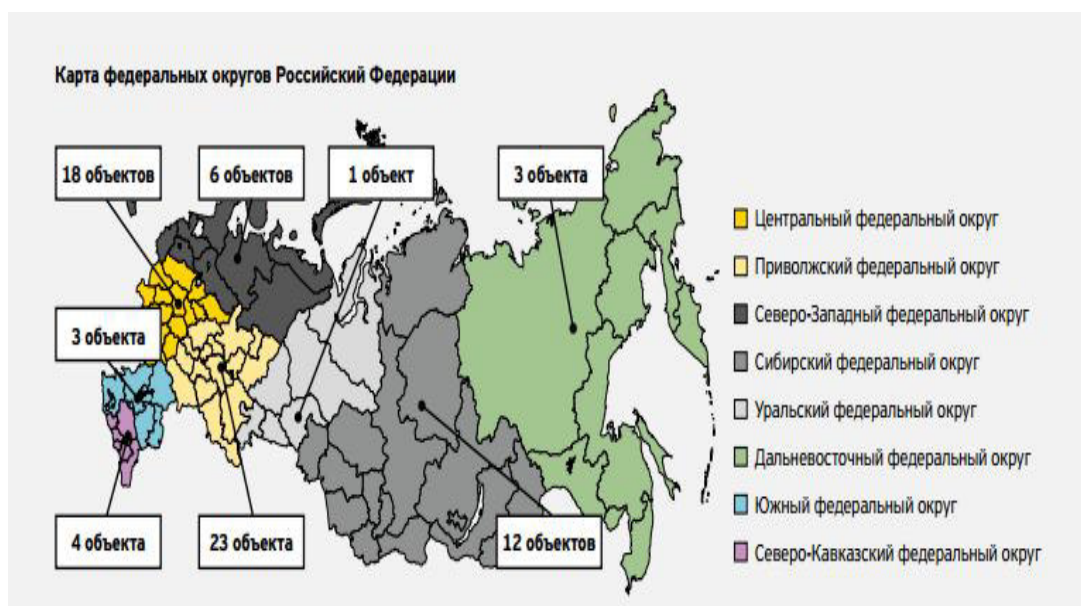 Карта федеральных округов Российский Федерации
18 объектов
6 объектов
1 объект
3 объекта
3 объекта
4 объекта
23 объекта
12 объектов
Центральный федеральный округ
Приволжский федеральный округ
Северо-Западный федеральный округ
Сибирский федеральный округ
Уральский федеральный округ
Дальневосточный федеральный округ
Южный федеральный округ
Северо-Кавказский федеральный округ